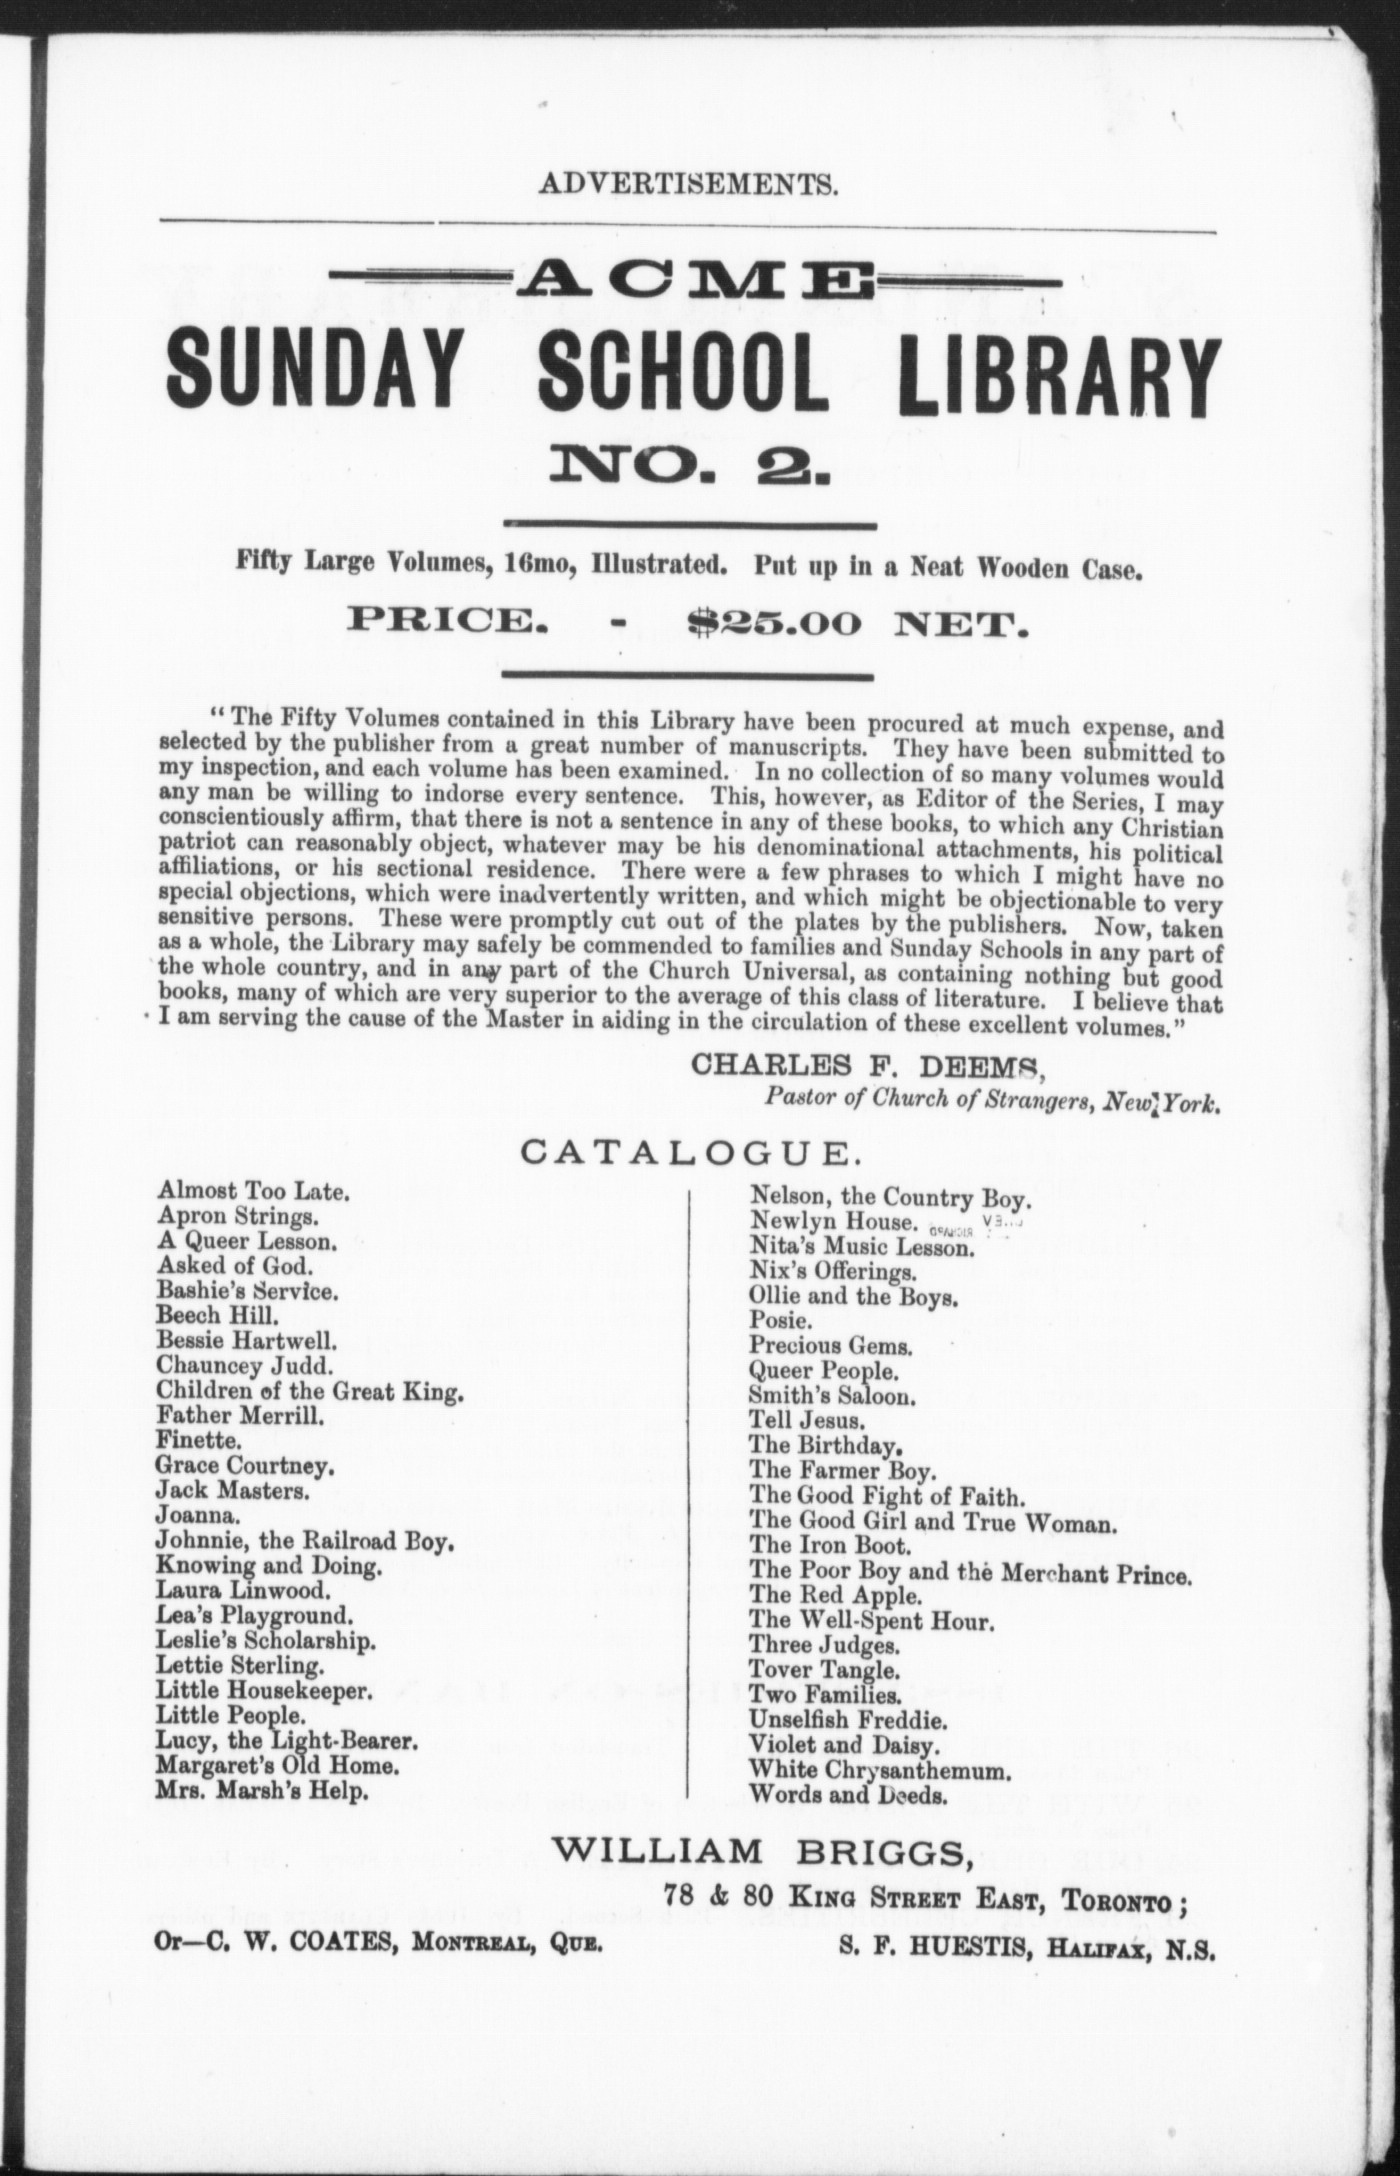 ADVERTISEMENTS.
ACME
SUNDAY SCHOOL LIBRARY
NO. 2.
Fifty Large Volumes, 16mo, Illustrated. Put up in a Neat Wooden Case.
PRICE. - $25.00 NET.
“The Fifty Volumes contained in this Library have been procured at much expense, and
selected by the publisher from a great number of manuscripts. They have been submitted to
my inspection, and each volume has been examined. In no collection of so many volumes would
any man be willing to indorse every sentence. This, however, as Editor of the Series, I may
conscientiously affirm, that there is not a sentence in any of these books, to which any Christian
patriot can reasonably object, whatever may be his denominational attachments, his political
affiliations, or his sectional residence. There were a few phrases to which I might have no
special objections, which were inadvertently written, and which might be objectionable to very
sensitive persons. These were promptly cut out of the plates by the publishers. Now, taken
as a whole, the Library may safely be commended to families and Sunday Schools in any part of
the whole country, and in any part of the Church Universal, as containing nothing but good
books, many of which are very superior to the average of this class of literature. I believe that
I am serving the cause of the Master in aiding in the circulation of these excellent volumes.”
CHARLES F. DEEMS,
Pastor of Church of Strangers, New York.
CATALOGUE.
Almost Too Late.
Apron Strings.
A Queer Lesson.
Asked of God.
Bashie's Service.
Beech Hill.
Bessie Hartwell.
Chauncey Judd.
Children of the Great King.
Father Merrill.
Finette.
Grace Courtney.
Jack Masters.
Joanna.
Johnnie, the Railroad Boy.
Knowing and Doing.
Laura Linwood.
Lea's Playground.
Leslie's Scholarship.
Lettie Sterling.
Little Housekeeper.
Little People.
Lucy, the Light-Bearer.
Margaret's Old Home.
Mrs. Marsh's Help.
Nelson, the Country Boy.
Newlyn House.
Nita's Music Lesson.
Nix's Offerings.
Ollie and the Boys.
Posie.
Precious Gems.
Queer People.
Smith's Saloon.
Tell Jesus.
The Birthday.
The Farmer Boy.
The Good Fight of Faith.
The Good Girl and True Woman.
The Iron Boot.
The Poor Boy and the Merchant Prince.
The Red Apple.
The Well-Spent Hour.
Three Judges.
Tover Tangle.
Two Families.
Unselfish Freddie.
Violet and Daisy.
White Chrysanthemum.
Words and Deeds.
WILLIAM BRIGGS,
78 & 80 KING STREET EAST, TORONTO;
Or—C. W. COATES, MONTREAL, QUE. S. F. HUESTIS, HALIFAX, N.S.